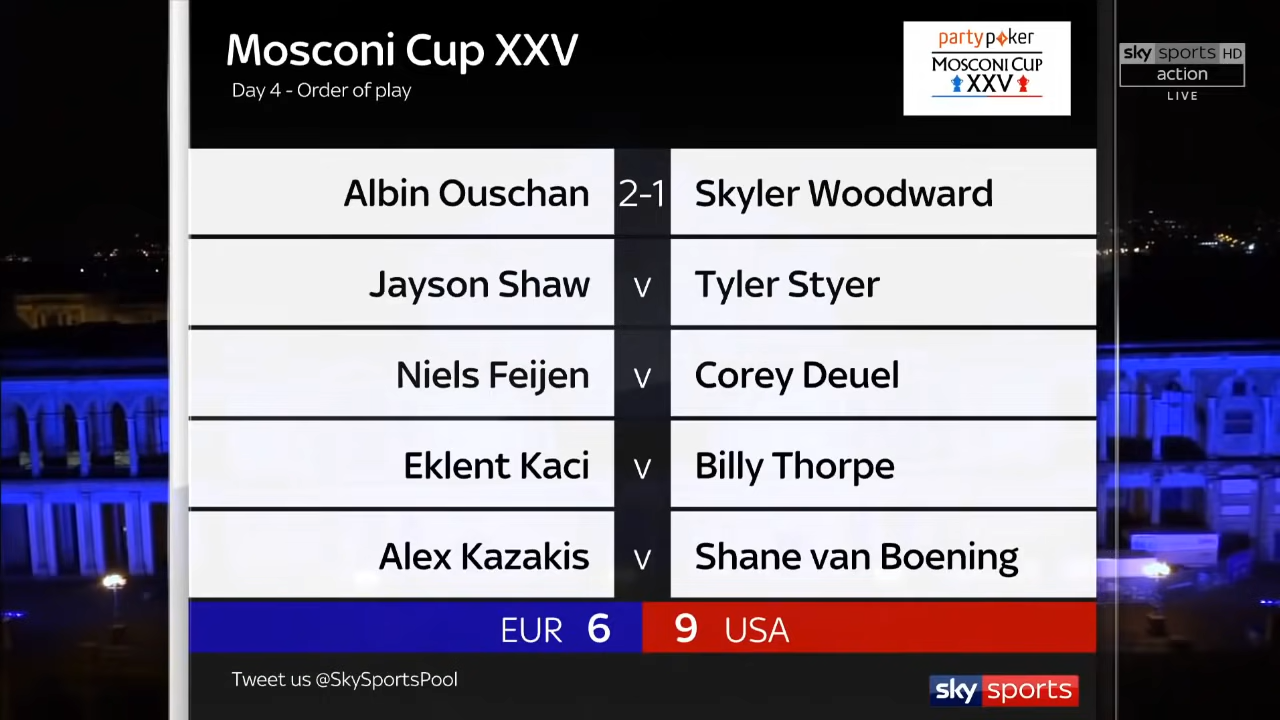 Mosconi Cup XXV
Day 4 - Order of play
partypoker
MOSCONI CUP
XXV
sky sports HD
action
LIVE
Albin Ouschan 2-1 Skyler Woodward
Jayson Shaw v Tyler Styer
Niels Feijen v Corey Deuel
Eklent Kaci v Billy Thorpe
Alex Kazakis v Shane van Boening
EUR 6 9 USA
Tweet us @SkySportsPool
sky sports